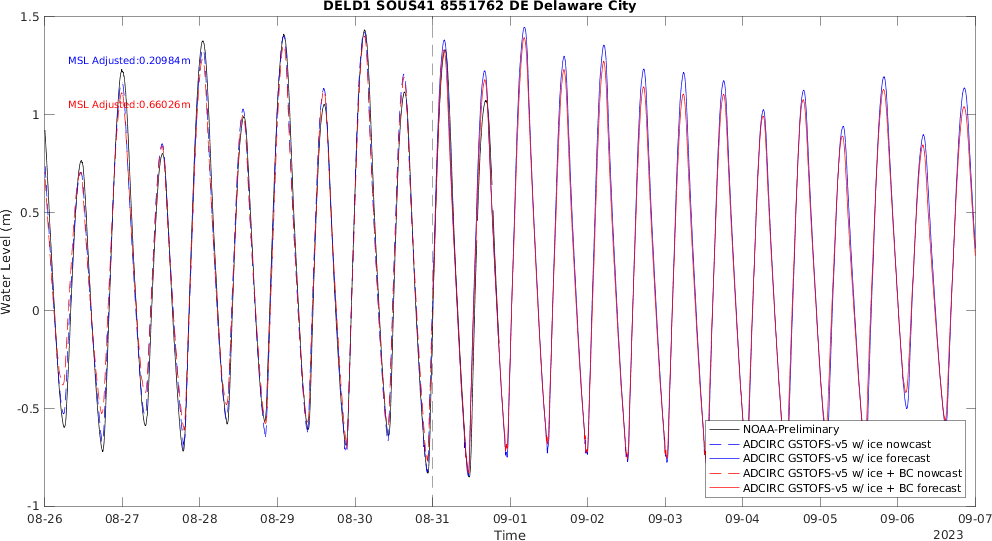 DELD1 SOUS41 8551762 DE Delaware City
1.5
1
0.5
0
-0.5
-1
Water Level (m)
MSL Adjusted:0.20984m
MSL Adjusted:0.66026m
NOAA-Preliminary
ADCIRC GSTOFS-v5 w/ ice nowcast
ADCIRC GSTOFS-v5 w/ ice forecast
ADCIRC GSTOFS-v5 w/ ice + BC nowcast
ADCIRC GSTOFS-v5 w/ ice + BC forecast
08-26 08-27 08-28 08-29 08-30 08-31 09-01 09-02 09-03 09-04 09-05 09-06 09-07
Time
2023